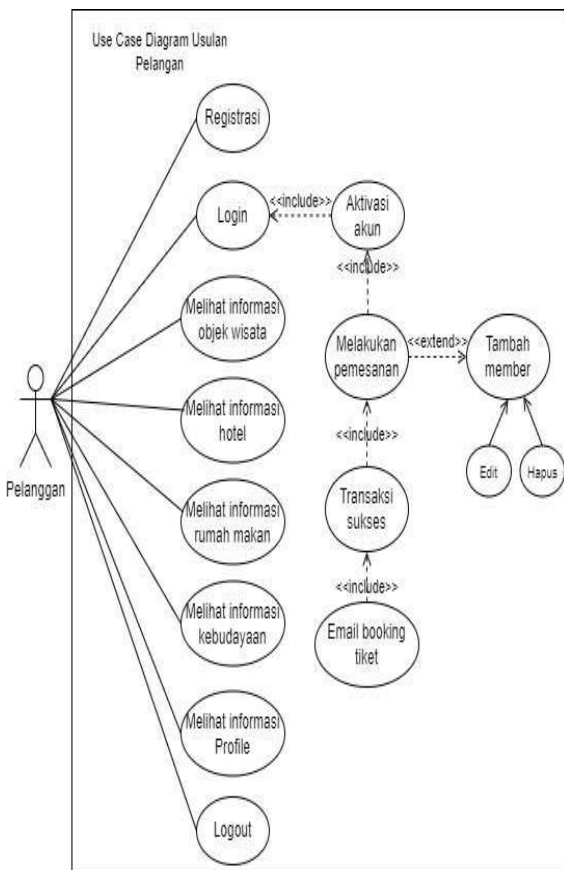 Use Case Diagram Usulan
Pelangan
Registrasi
Login
<<include>>
Aktivasi
akun
<<include>>
Melihat informasi
objek wisata
Melakukan
pemesanan
<<extend>>
Tambah
member
Melihat informasi
hotel
<<include>>
Edit
Hapus
Pelanggan
Melihat informasi
rumah makan
Transaksi
sukses
<<include>>
Melihat informasi
kebudayaan
Email booking
tiket
Melihat informasi
Profile
Logout